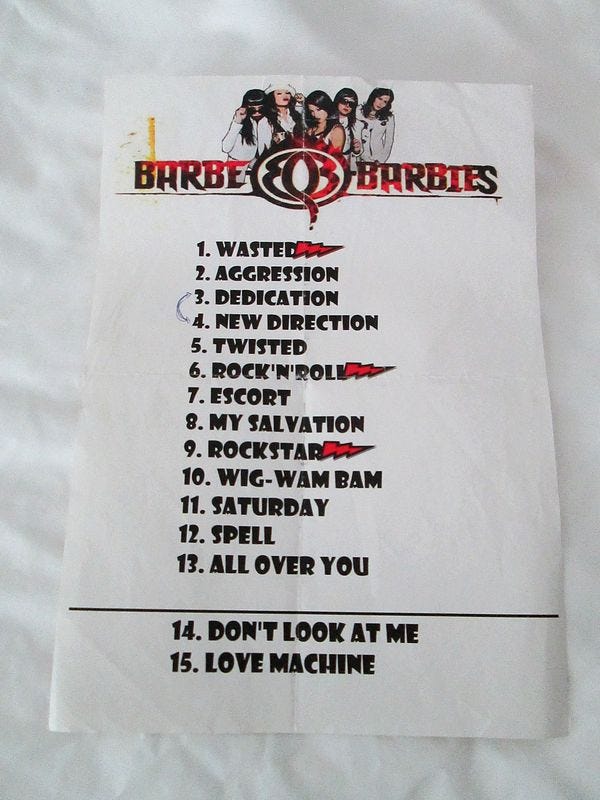 BARBE BARBIES
1. WASTED
2. AGGRESSION
3. DEDICATION
4. NEW DIRECTION
5. TWISTED
6. ROCK'N'ROLL
7. ESCORT
8. MY SALVATION
9. ROCKSTAR
10. WIG-WAM BAM
11. SATURDAY
12. SPELL
13. ALL OVER YOU
14. DON'T LOOK AT ME
15. LOVE MACHINE